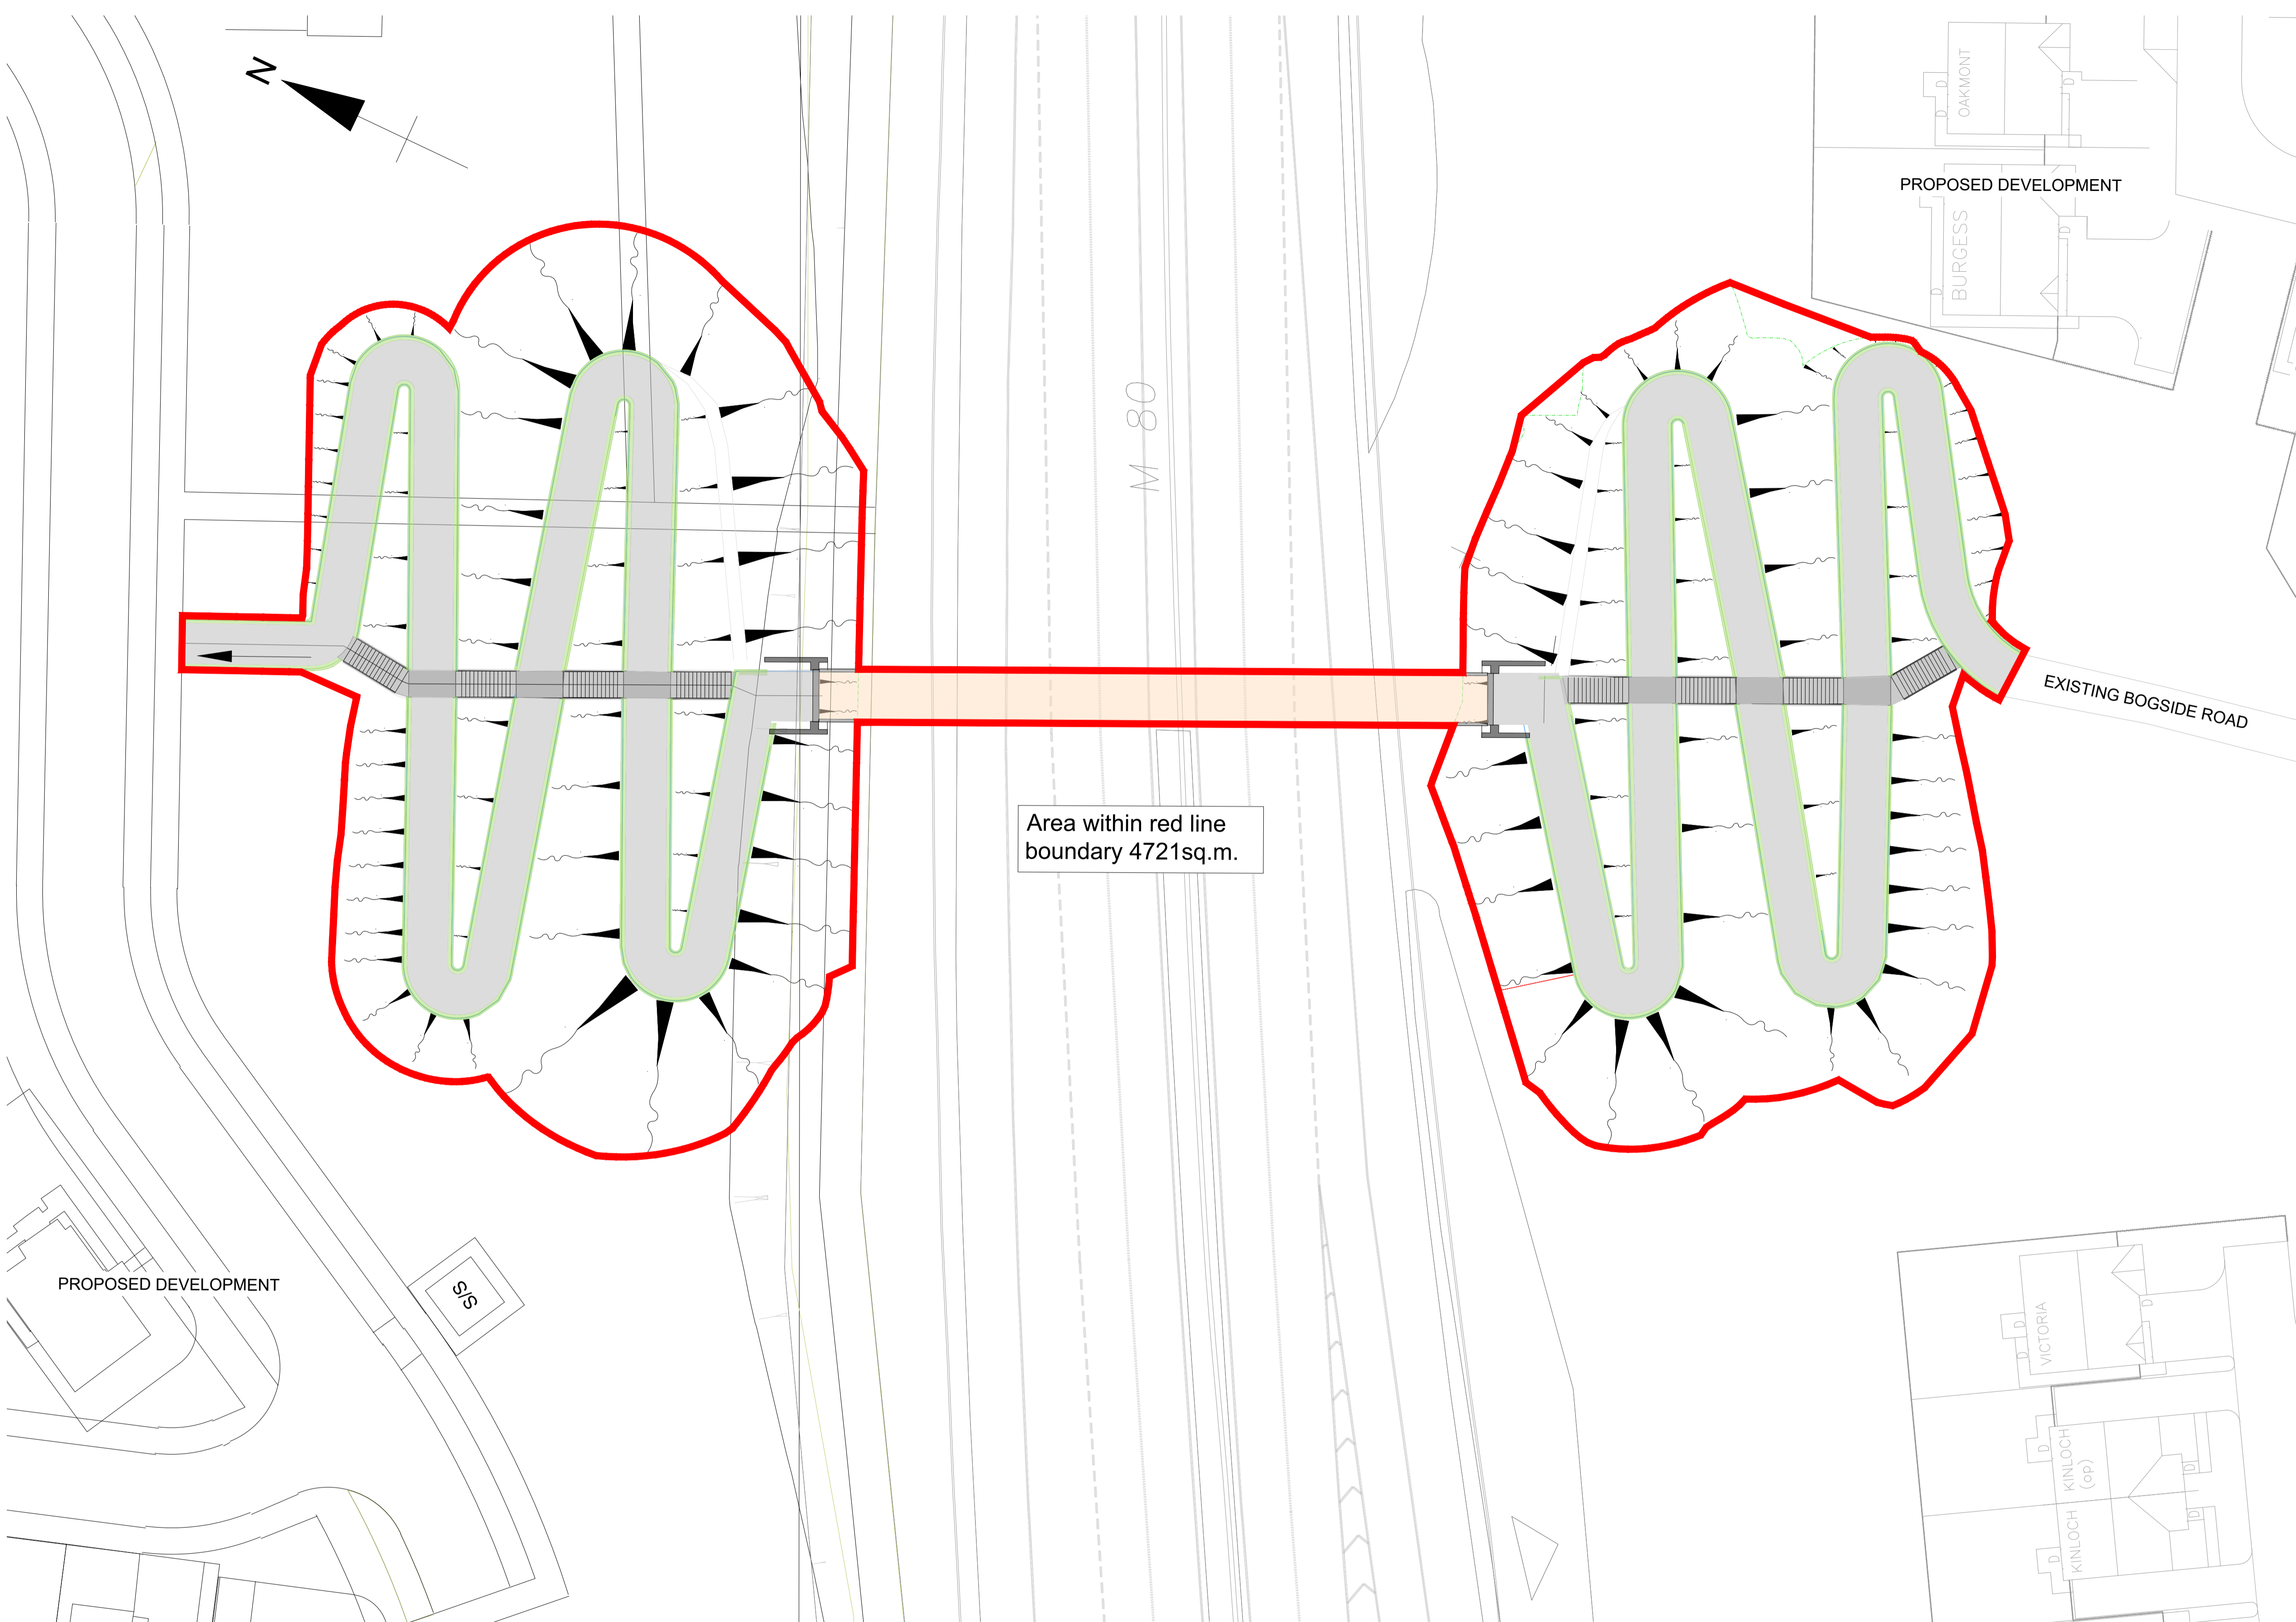 N
OAKMONT
D
D
D
PROPOSED DEVELOPMENT
BURGESS
D
D
M 80
EXISTING BOGSIDE ROAD
Area within red line
boundary 4721sq.m.
PROPOSED DEVELOPMENT
S/S
VICTORIA
D
D
D
KINLOCH
(op)
D
D
KINLOCH
D
D